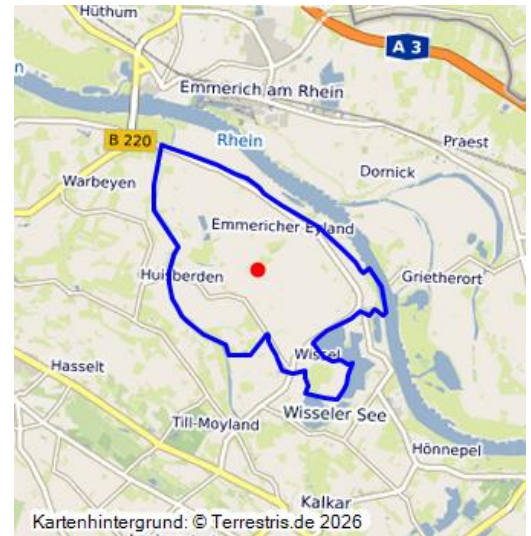 Hüthum
A 3
Emmerich am Rhein
B 220
Rhein
Praest
Warbeyen
Dornick
Emmericher Eyland
Huisberden
Grietherort
Hasselt
Wissel
Wisseler See
Till-Moyland
Hönnepel
Kalkar
Kartenhintergrund: © Terrestris.de 2026